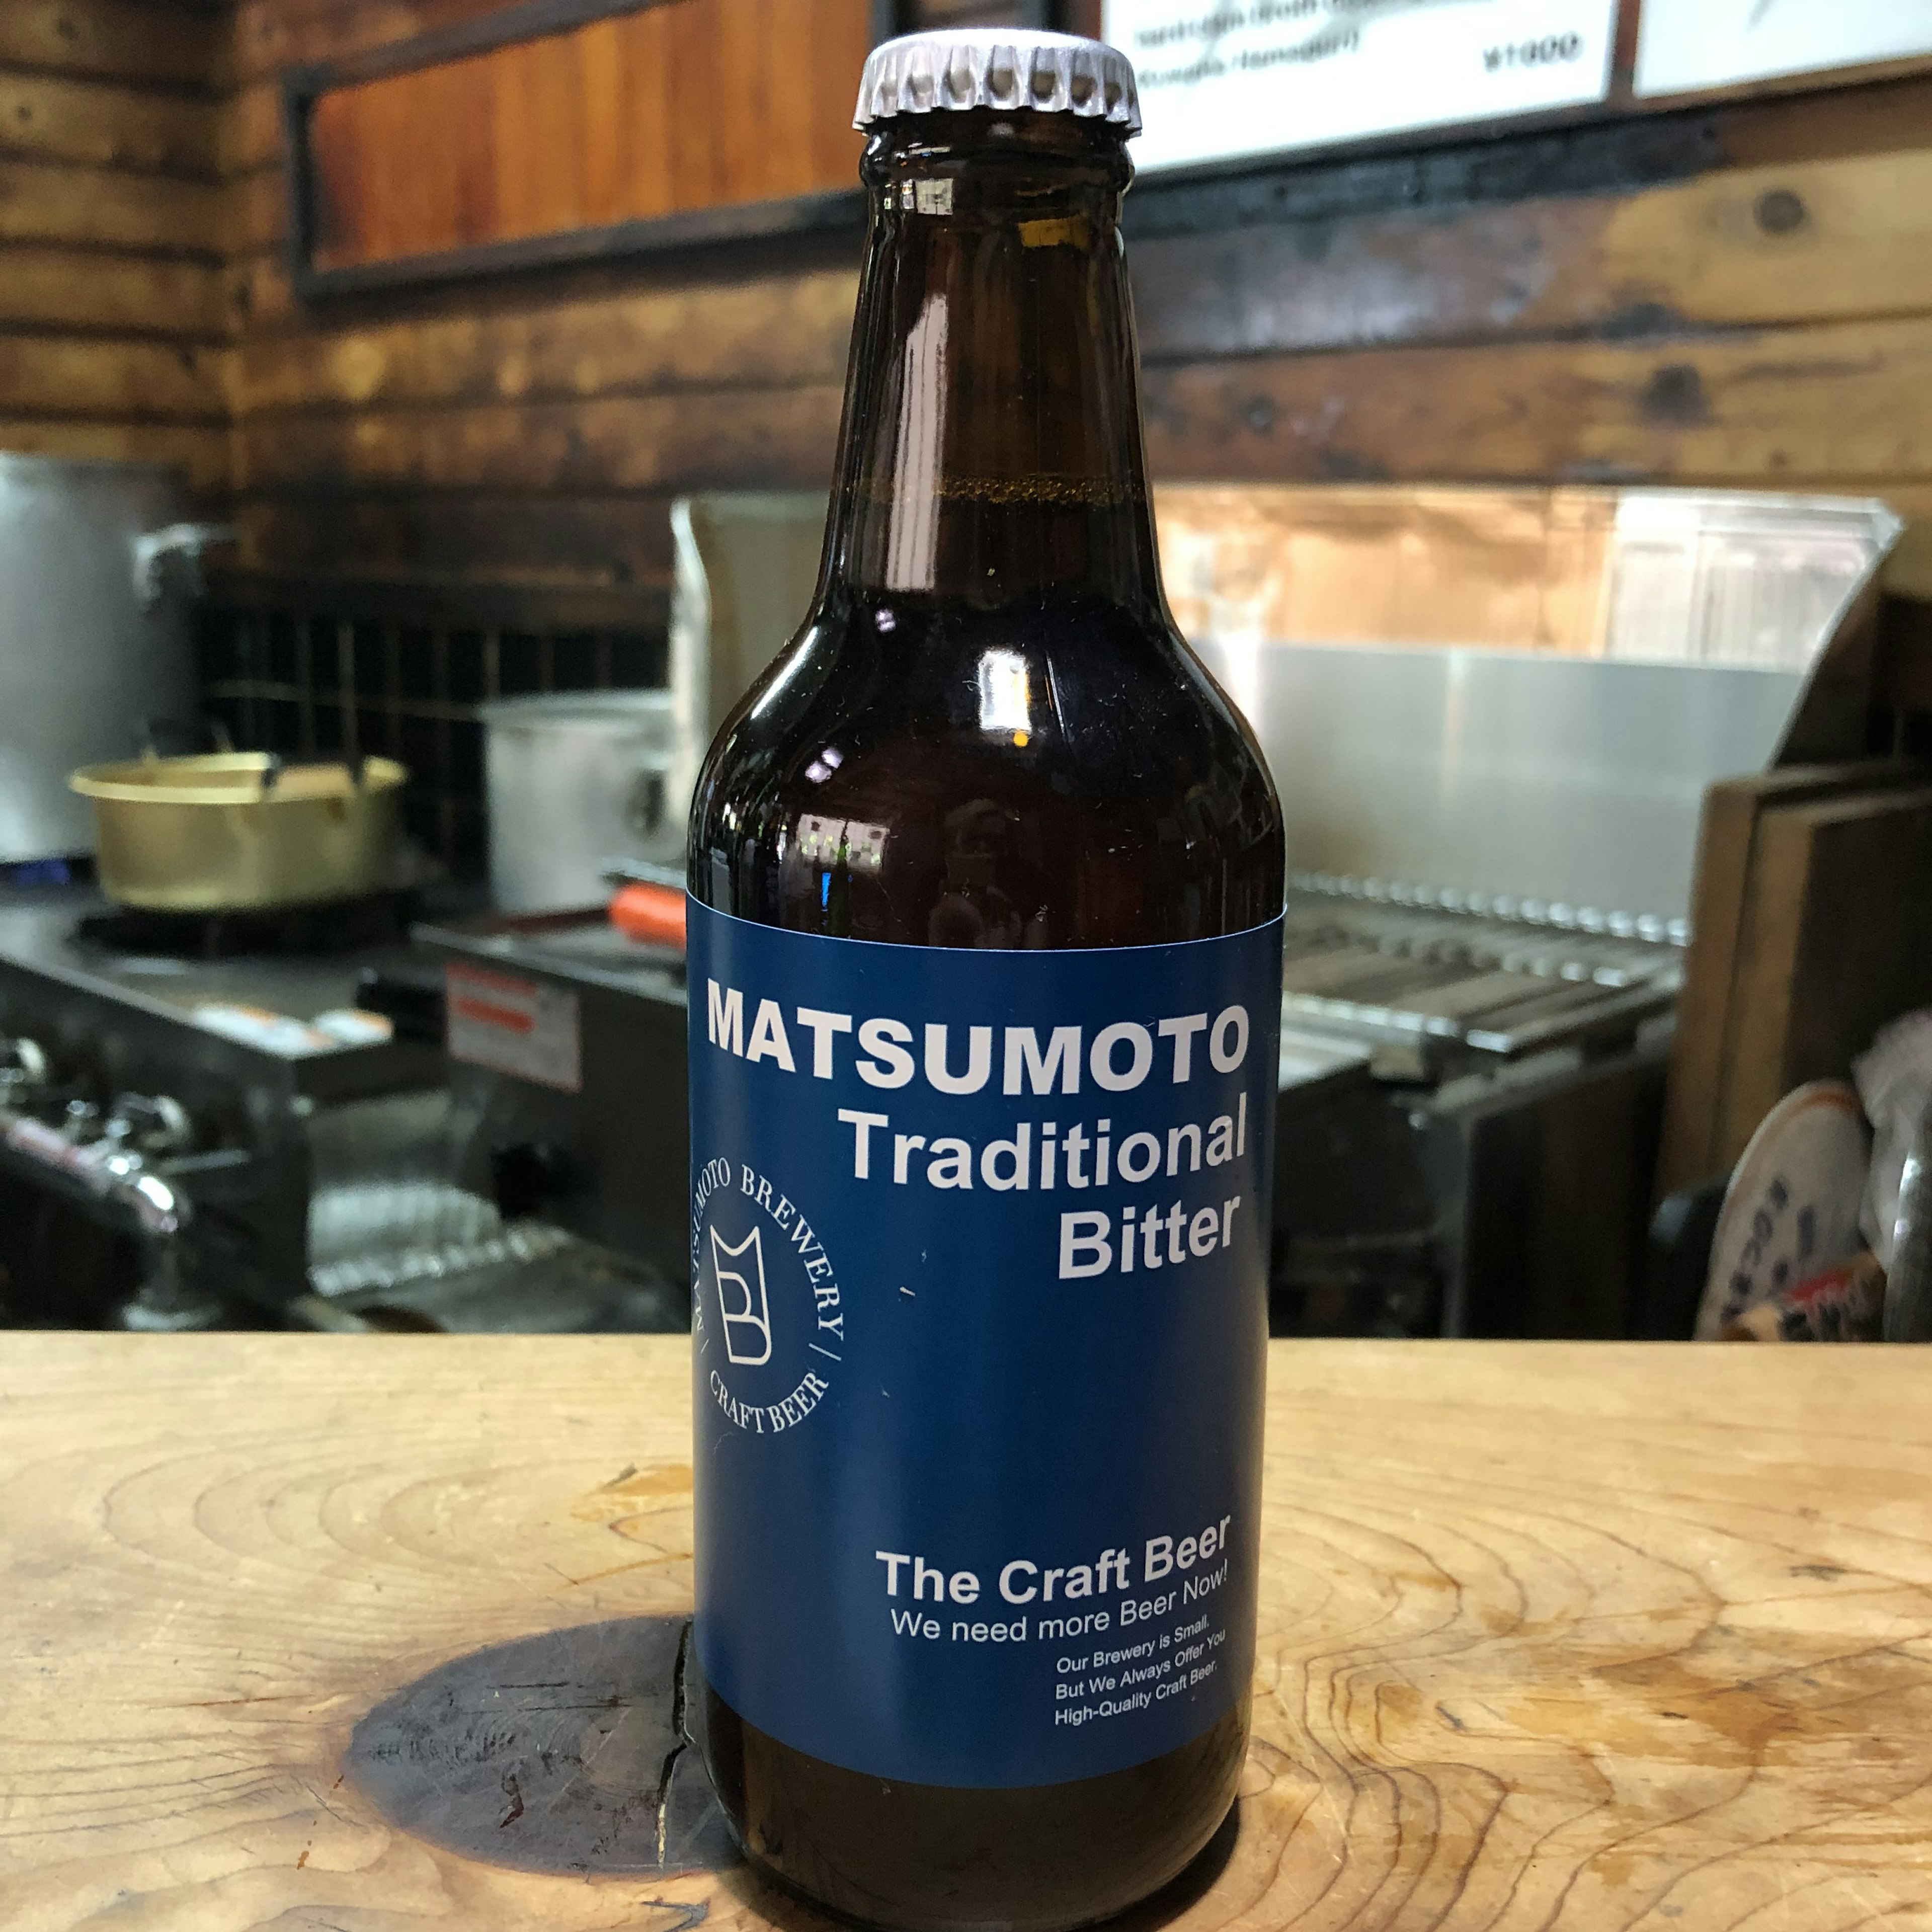 ¥1000
MATSUMOTO
Traditional
Bitter
MATSUMOTO BREWERY
CRAFT BEER
The Craft Beer
We need more Beer Now!
Our Brewery is Small.
But We Always Offer You
High-Quality Craft Beer.